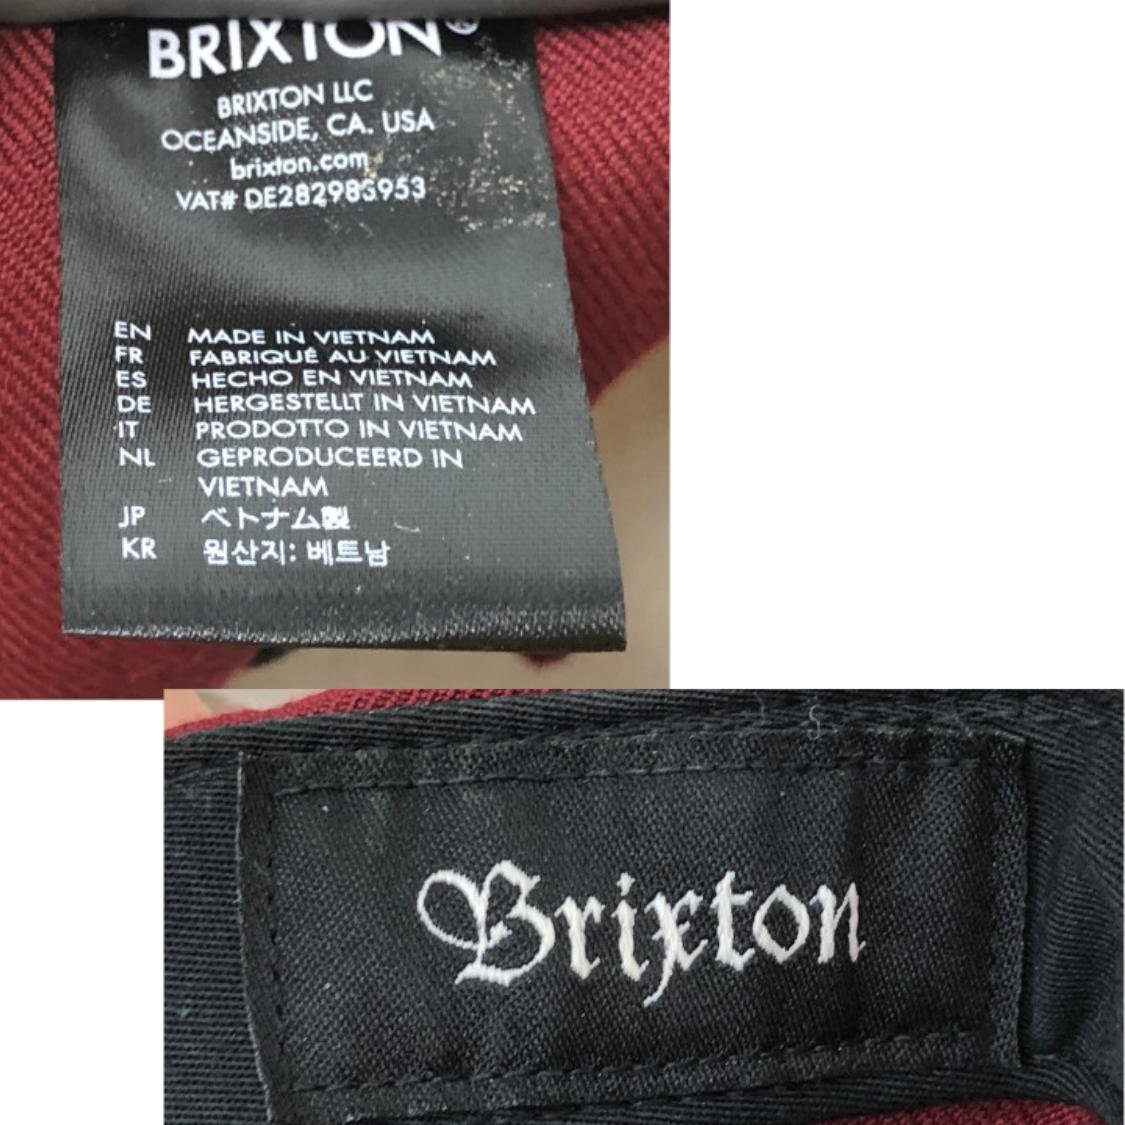 BRIXTON®
BRIXTON LLC
OCEANSIDE, CA. USA
brixton.com
VAT# DE282983953
EN MADE IN VIETNAM
FR FABRIQUÉ AU VIETNAM
ES HECHO EN VIETNAM
DE HERGESTELLT IN VIETNAM
IT PRODOTTO IN VIETNAM
NL GEPRODUCEERD IN
VIETNAM
JP ベトナム製
KR 원산지: 베트남
Brixton